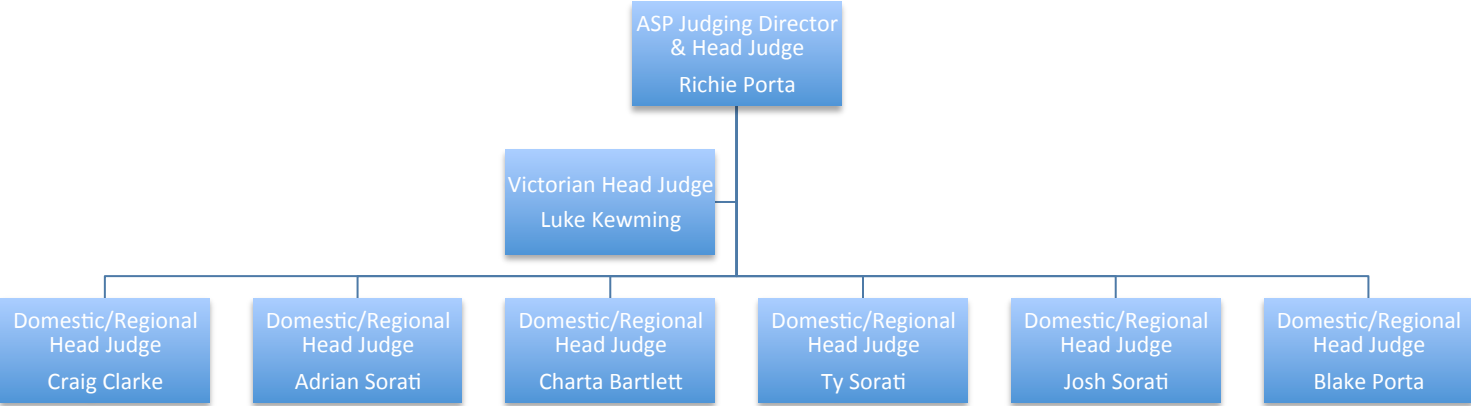 ASP Judging Director
& Head Judge
Richie Porta
Victorian Head Judge
Luke Kewming
Domestic/Regional
Head Judge
Craig Clarke
Domestic/Regional
Head Judge
Adrian Sorati
Domestic/Regional
Head Judge
Charta Bartlett
Domestic/Regional
Head Judge
Ty Sorati
Domestic/Regional
Head Judge
Josh Sorati
Domestic/Regional
Head Judge
Blake Porta